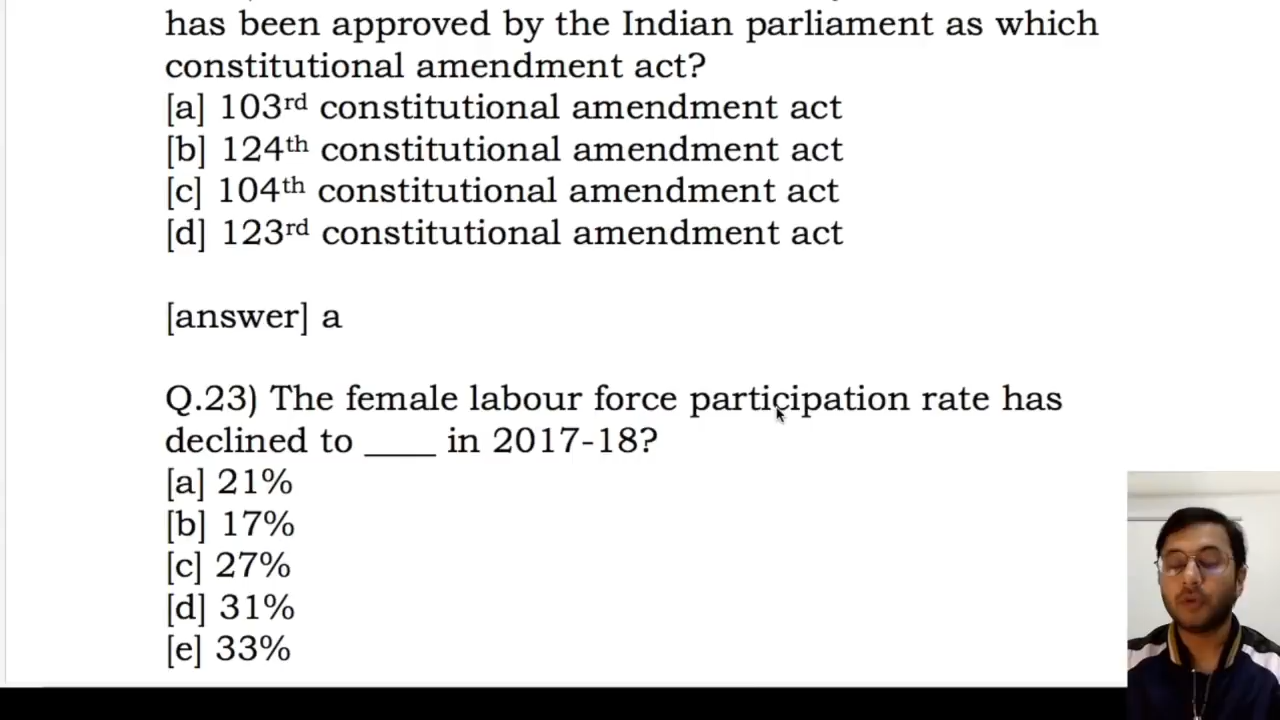 has been approved by the Indian parliament as which
constitutional amendment act?
[a] 103rd constitutional amendment act
[b] 124th constitutional amendment act
[c] 104th constitutional amendment act
[d] 123rd constitutional amendment act
[answer] a
Q.23) The female labour force participation rate has
declined to ____ in 2017-18?
[a] 21%
[b] 17%
[c] 27%
[d] 31%
[e] 33%